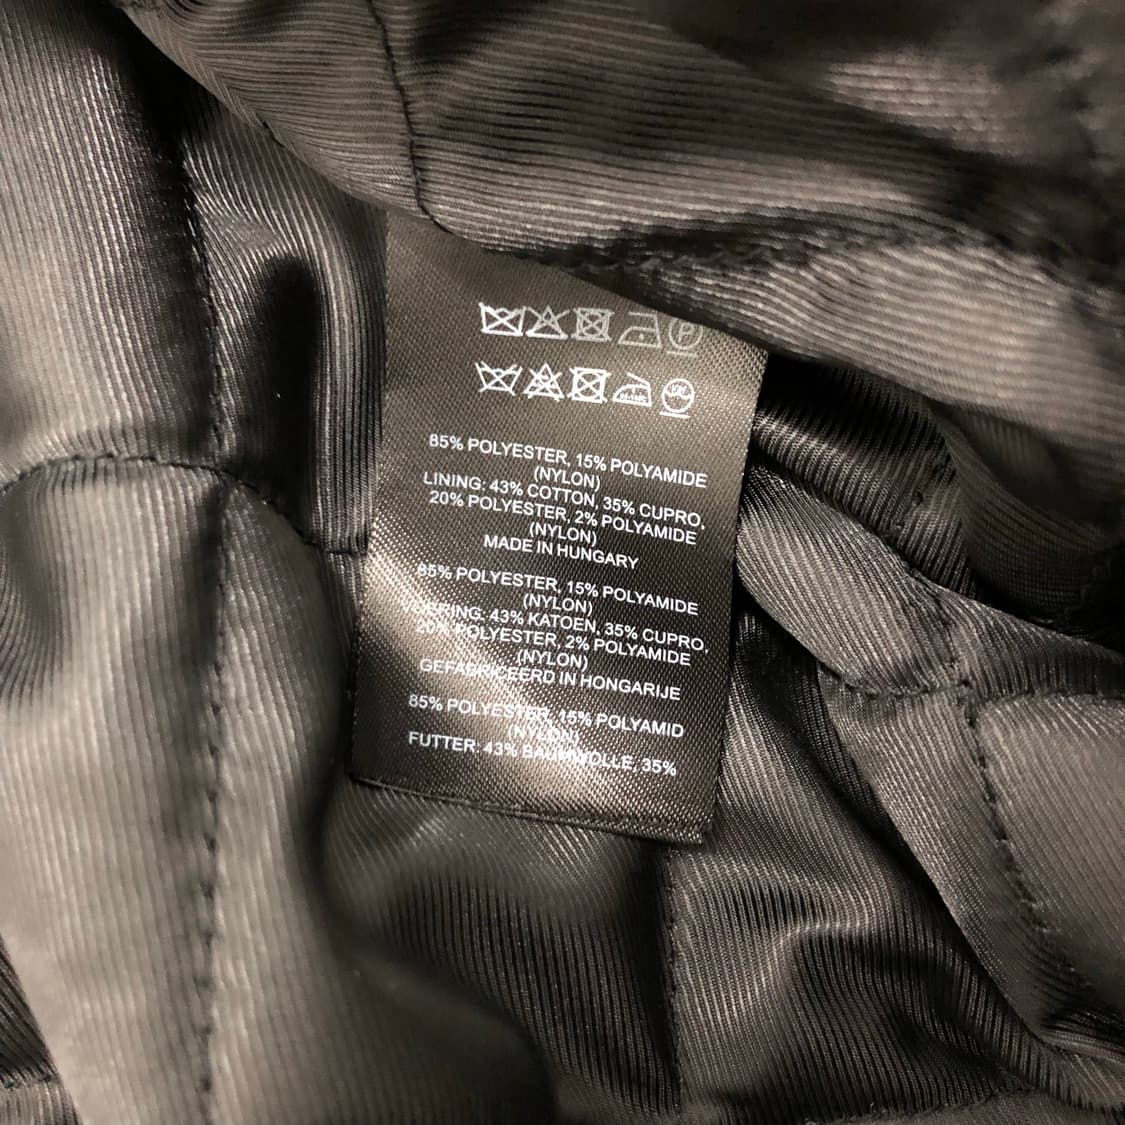 85% POLYESTER, 15% POLYAMIDE
(NYLON)
LINING: 43% COTTON, 35% CUPRO,
20% POLYESTER, 2% POLYAMIDE
(NYLON)
MADE IN HUNGARY
85% POLYESTER, 15% POLYAMIDE
(NYLON)
VOERING: 43% KATOEN, 35% CUPRO,
20% POLYESTER, 2% POLYAMIDE
(NYLON)
GEFABRICEERD IN HONGARIJE
85% POLYESTER, 15% POLYAMID
(NYLON)
FUTTER: 43% BAUMWOLLE, 35%